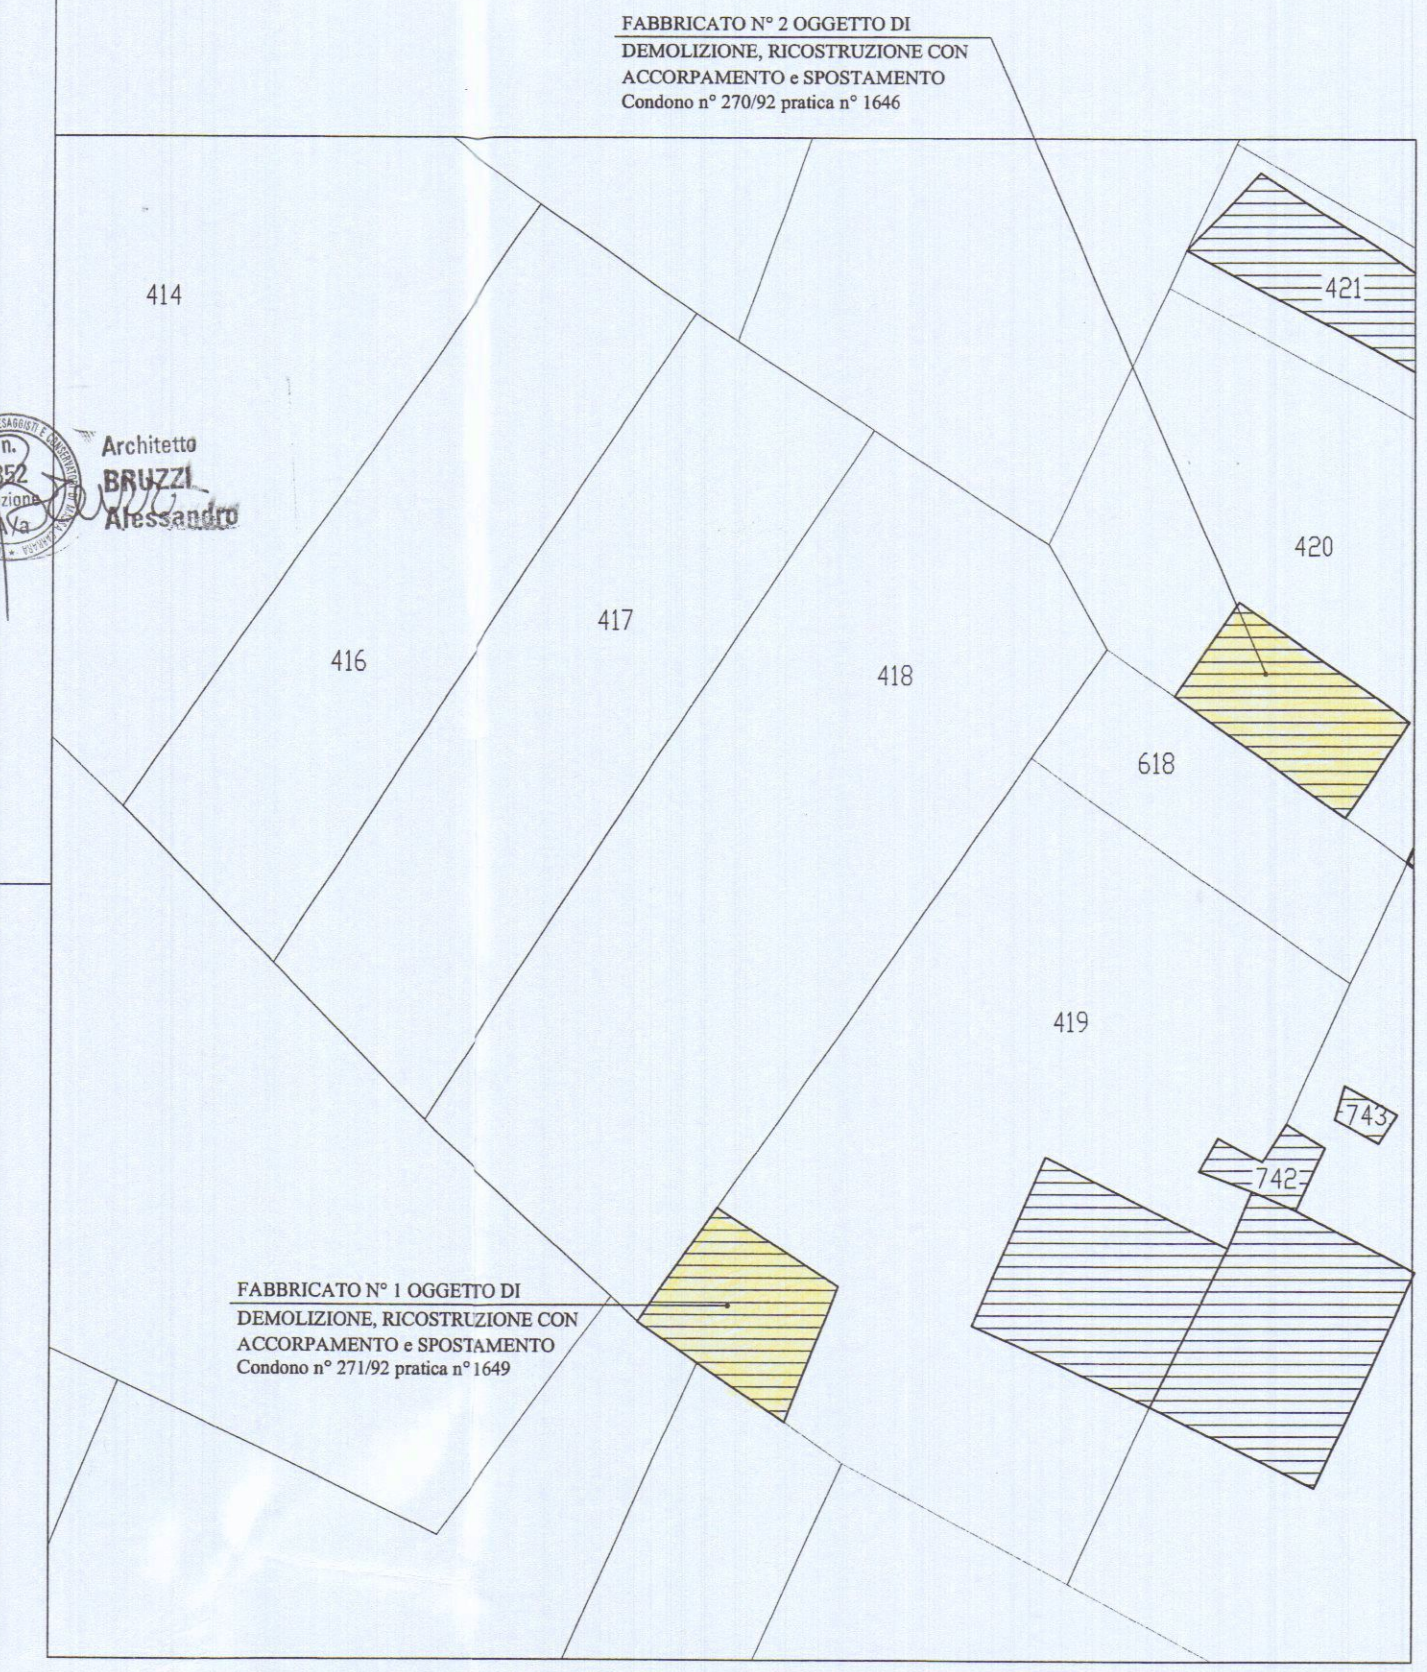 FABBRICATO N° 2 OGGETTO DI
DEMOLIZIONE, RICOSTRUZIONE CON
ACCORPAMENTO e SPOSTAMENTO
Condono n° 270/92 pratica n° 1646
421
414
n.
Architetto
BRUZZI
Alessandro
420
417
416
418
618
419
743
742
FABBRICATO N° 1 OGGETTO DI
DEMOLIZIONE, RICOSTRUZIONE CON
ACCORPAMENTO e SPOSTAMENTO
Condono n° 271/92 pratica n° 1649